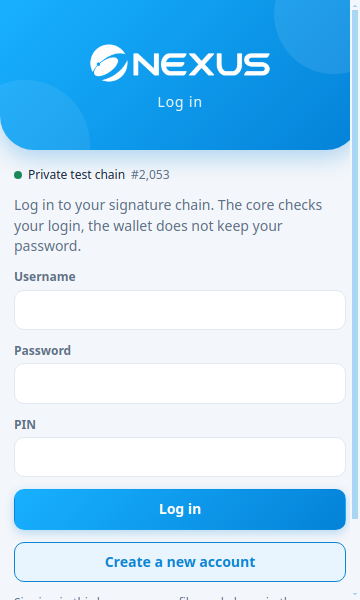 NEXUS
Log in
Private test chain #2,053
Log in to your signature chain. The core checks
your login, the wallet does not keep your
password.
Username
Password
PIN
Log in
Create a new account